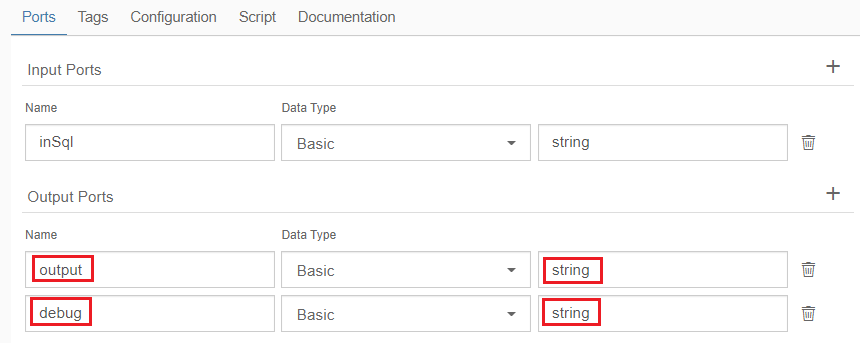 Ports Tags Configuration Script Documentation
Input Ports
Name Data Type
inSql Basic string
Output Ports
Name Data Type
output Basic string
debug Basic string